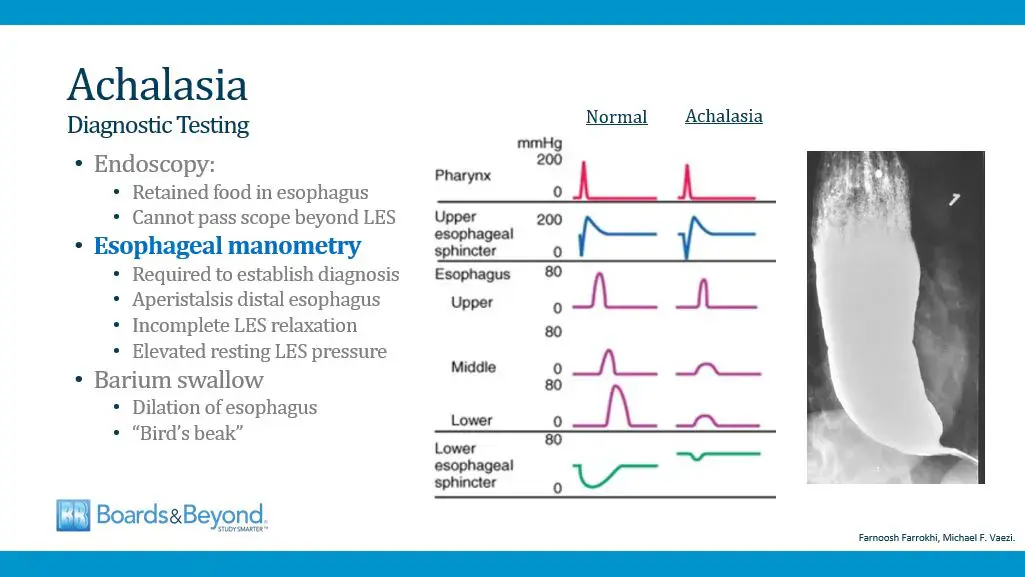 Achalasia
Diagnostic Testing
• Endoscopy:
• Retained food in esophagus
• Cannot pass scope beyond LES
• Esophageal manometry
• Required to establish diagnosis
• Aperistalsis distal esophagus
• Incomplete LES relaxation
• Elevated resting LES pressure
• Barium swallow
• Dilation of esophagus
• “Bird’s beak”
Normal Achalasia
mmHg
200
Pharynx
0
Upper
esophageal
sphincter
200
0
Esophagus
80
Upper
0
80
Middle
0
80
Lower
0
Lower
esophageal
sphincter
80
0
BB Boards&Beyond®
STUDY SMARTER™
Farnoosh Farrokhi, Michael F. Vaezi.